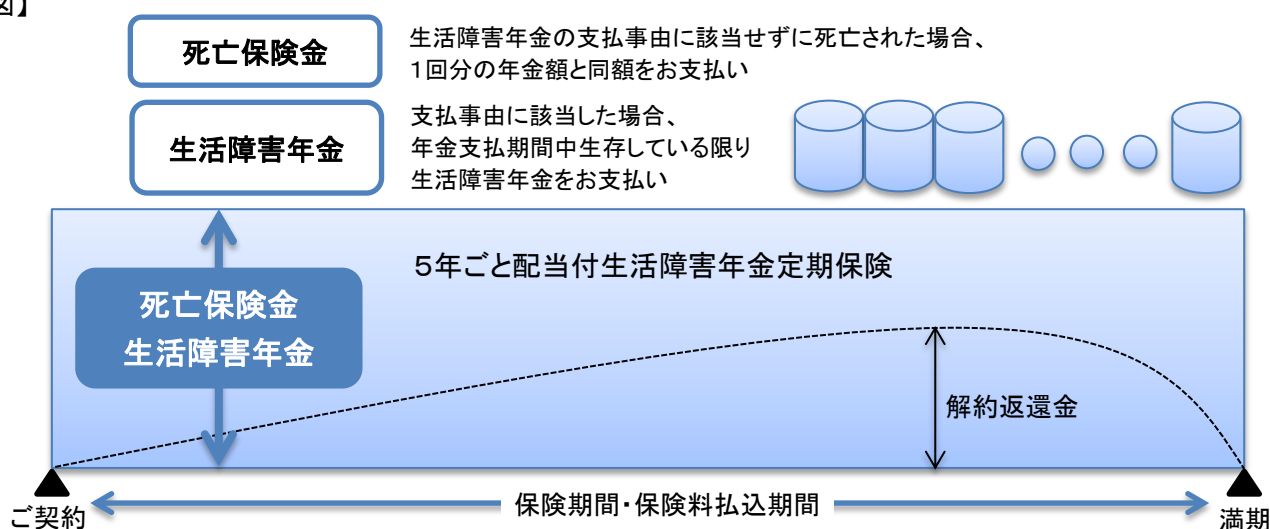 図】
死亡保険金
生活障害年金の支払事由に該当せずに死亡された場合、
１回分の年金額と同額をお支払い
生活障害年金
支払事由に該当した場合、
年金支払期間中生存している限り
生活障害年金をお支払い
５年ごと配当付生活障害年金定期保険
死亡保険金
生活障害年金
解約返還金
ご契約
保険期間・保険料払込期間
満期